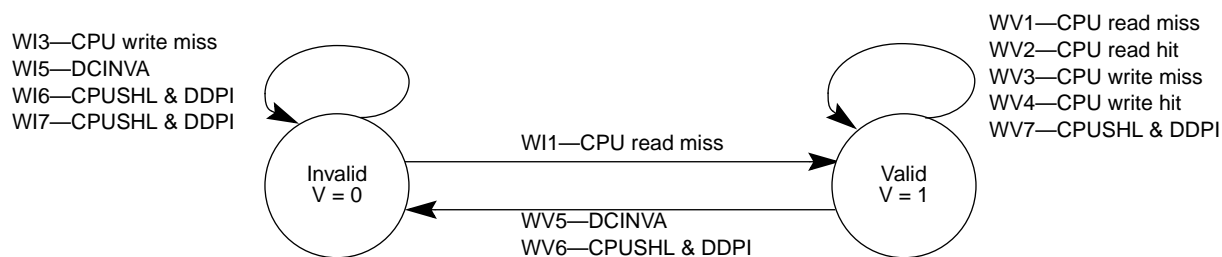 WI3—CPU write miss
WI5—DCINVA
WI6—CPUSHL & DDPI
WI7—CPUSHL & DDPI
WV1—CPU read miss
WV2—CPU read hit
WV3—CPU write miss
WV4—CPU write hit
WV7—CPUSHL & DDPI
WI1—CPU read miss
Invalid
V = 0
Valid
V = 1
WV5—DCINVA
WV6—CPUSHL & DDPI